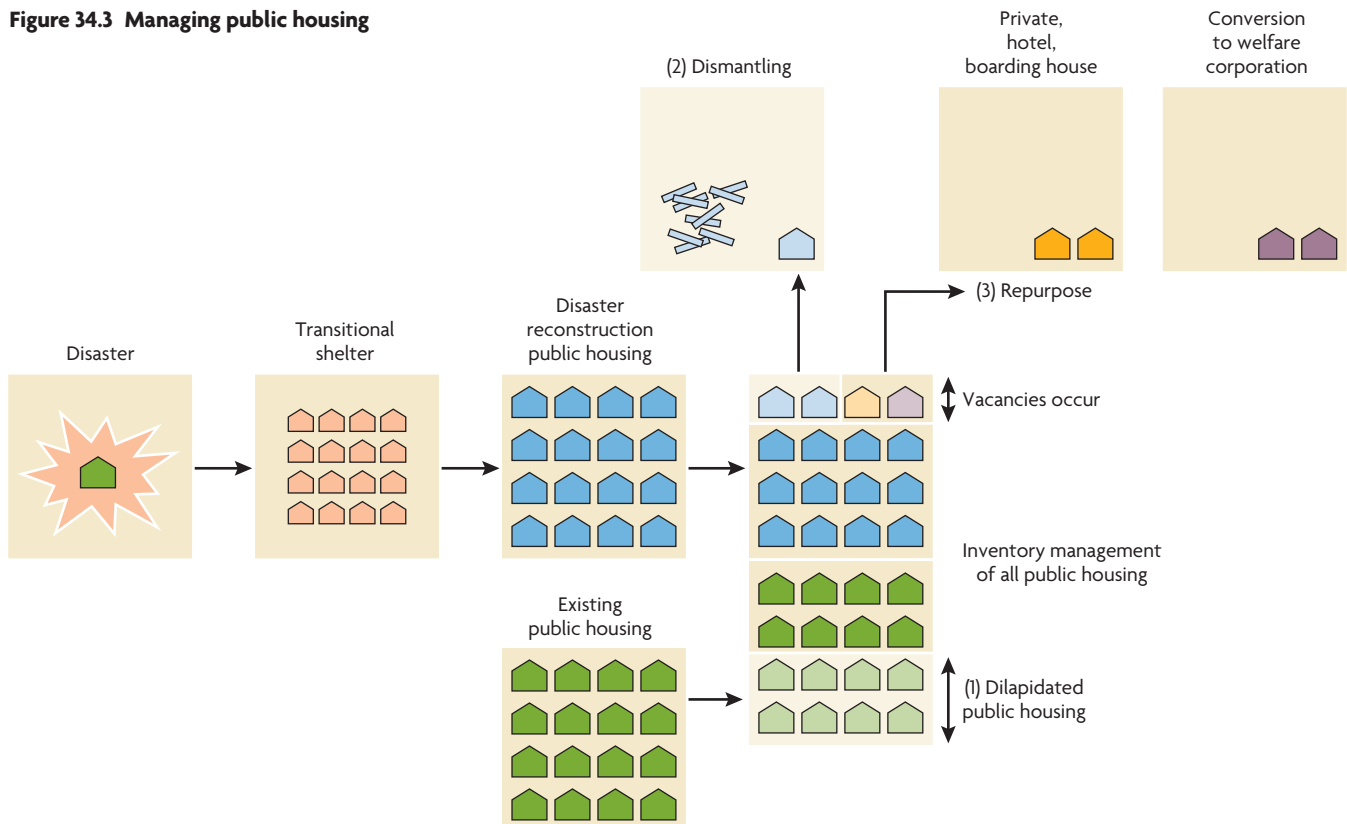 Figure 34.3 Managing public housing
(2) Dismantling
Private,
hotel,
boarding house
Conversion
to welfare
corporation
(3) Repurpose
Disaster
Transitional
shelter
Disaster
reconstruction
public housing
Vacancies occur
Inventory management
of all public housing
Existing
public housing
(1) Dilapidated
public housing